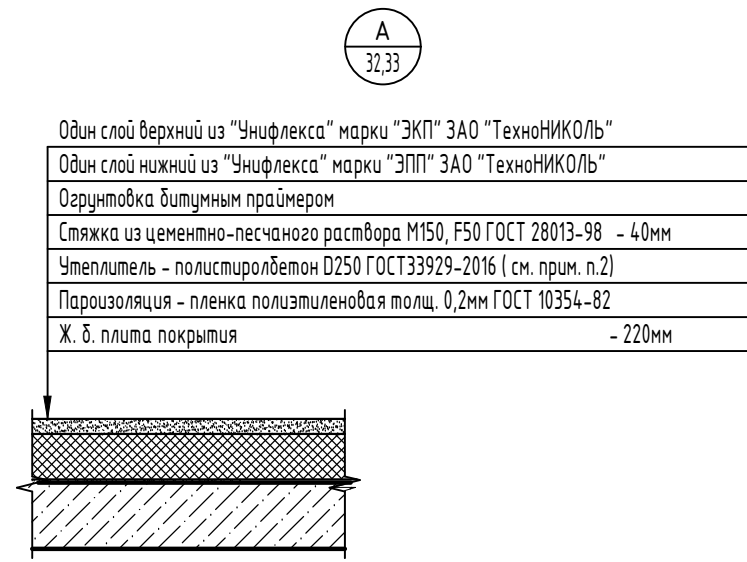 А
32,33
Один слой верхний из "Унифлекса" марки "ЭКП" ЗАО "ТехноНИКОЛЬ"
Один слой нижний из "Унифлекса" марки "ЭПП" ЗАО "ТехноНИКОЛЬ"
Огрунтовка битумным праймером
Стяжка из цементно-песчаного раствора М150, F50 ГОСТ 28013-98 - 40мм
Утеплитель - полистиролбетон D250 ГОСТ33929-2016 ( см. прим. п.2)
Пароизоляция - пленка полиэтиленовая толщ. 0,2мм ГОСТ 10354-82
Ж. б. плита покрытия - 220мм